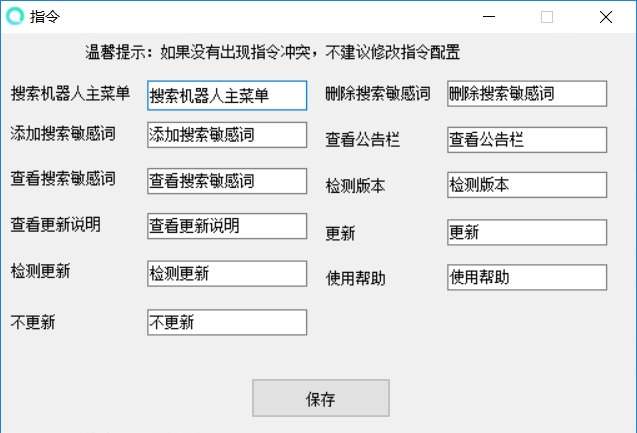 指令
温馨提示：如果没有出现指令冲突，不建议修改指令配置
搜索机器人主菜单 搜索机器人主菜单 删除搜索敏感词 删除搜索敏感词
添加搜索敏感词 添加搜索敏感词 查看公告栏 查看公告栏
查看搜索敏感词 查看搜索敏感词 检测版本 检测版本
查看更新说明 查看更新说明 更新 更新
检测更新 检测更新 使用帮助 使用帮助
不更新 不更新
保存